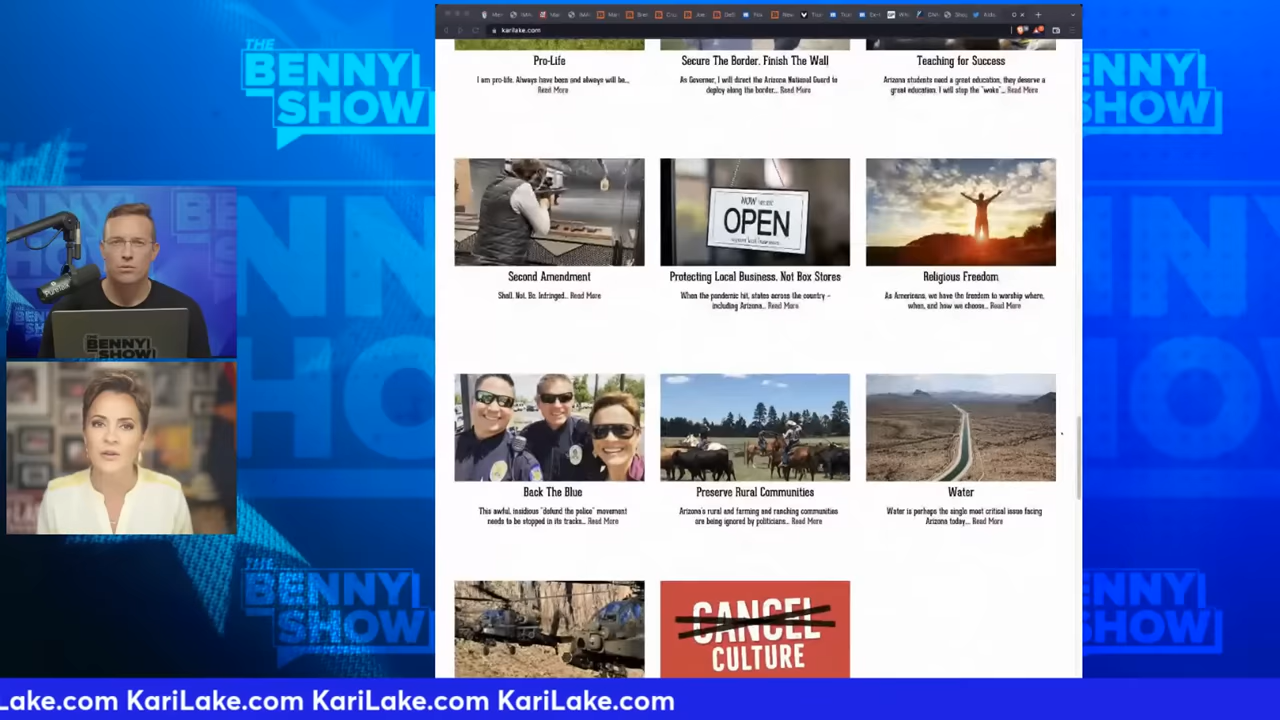 THE
BENNY
SHOW
karilake.com
Pro-Life
I am pro-life. Always have been and always will be...
Read More
Secure The Border. Finish The Wall
As Governor, I will direct the Arizona National Guard to
deploy along the border... Read More
Teaching for Success
Arizona students need a great education, they deserve a
great education. I will stop the "woke"... Read More
OPEN
Second Amendment
Shall. Not. Be. Infringed... Read More
Protecting Local Business. Not Box Stores
When the pandemic hit, states across the country –
including Arizona... Read More
Religious Freedom
As Americans, we have the freedom to worship where,
when, and how we choose... Read More
THE
BENNY
SHOW
Back The Blue
This awful, insidious "defund the police" movement
needs to be stopped in its tracks... Read More
Preserve Rural Communities
Arizona's rural and farming and ranching communities
are being ignored by politicians... Read More
Water
Water is perhaps the single most critical issue facing
Arizona today... Read More
THE
BENNY
SHOW
CANCEL
CULTURE
ENNY
SHOW
Lake.com KariLake.com KariLake.com KariLake.com